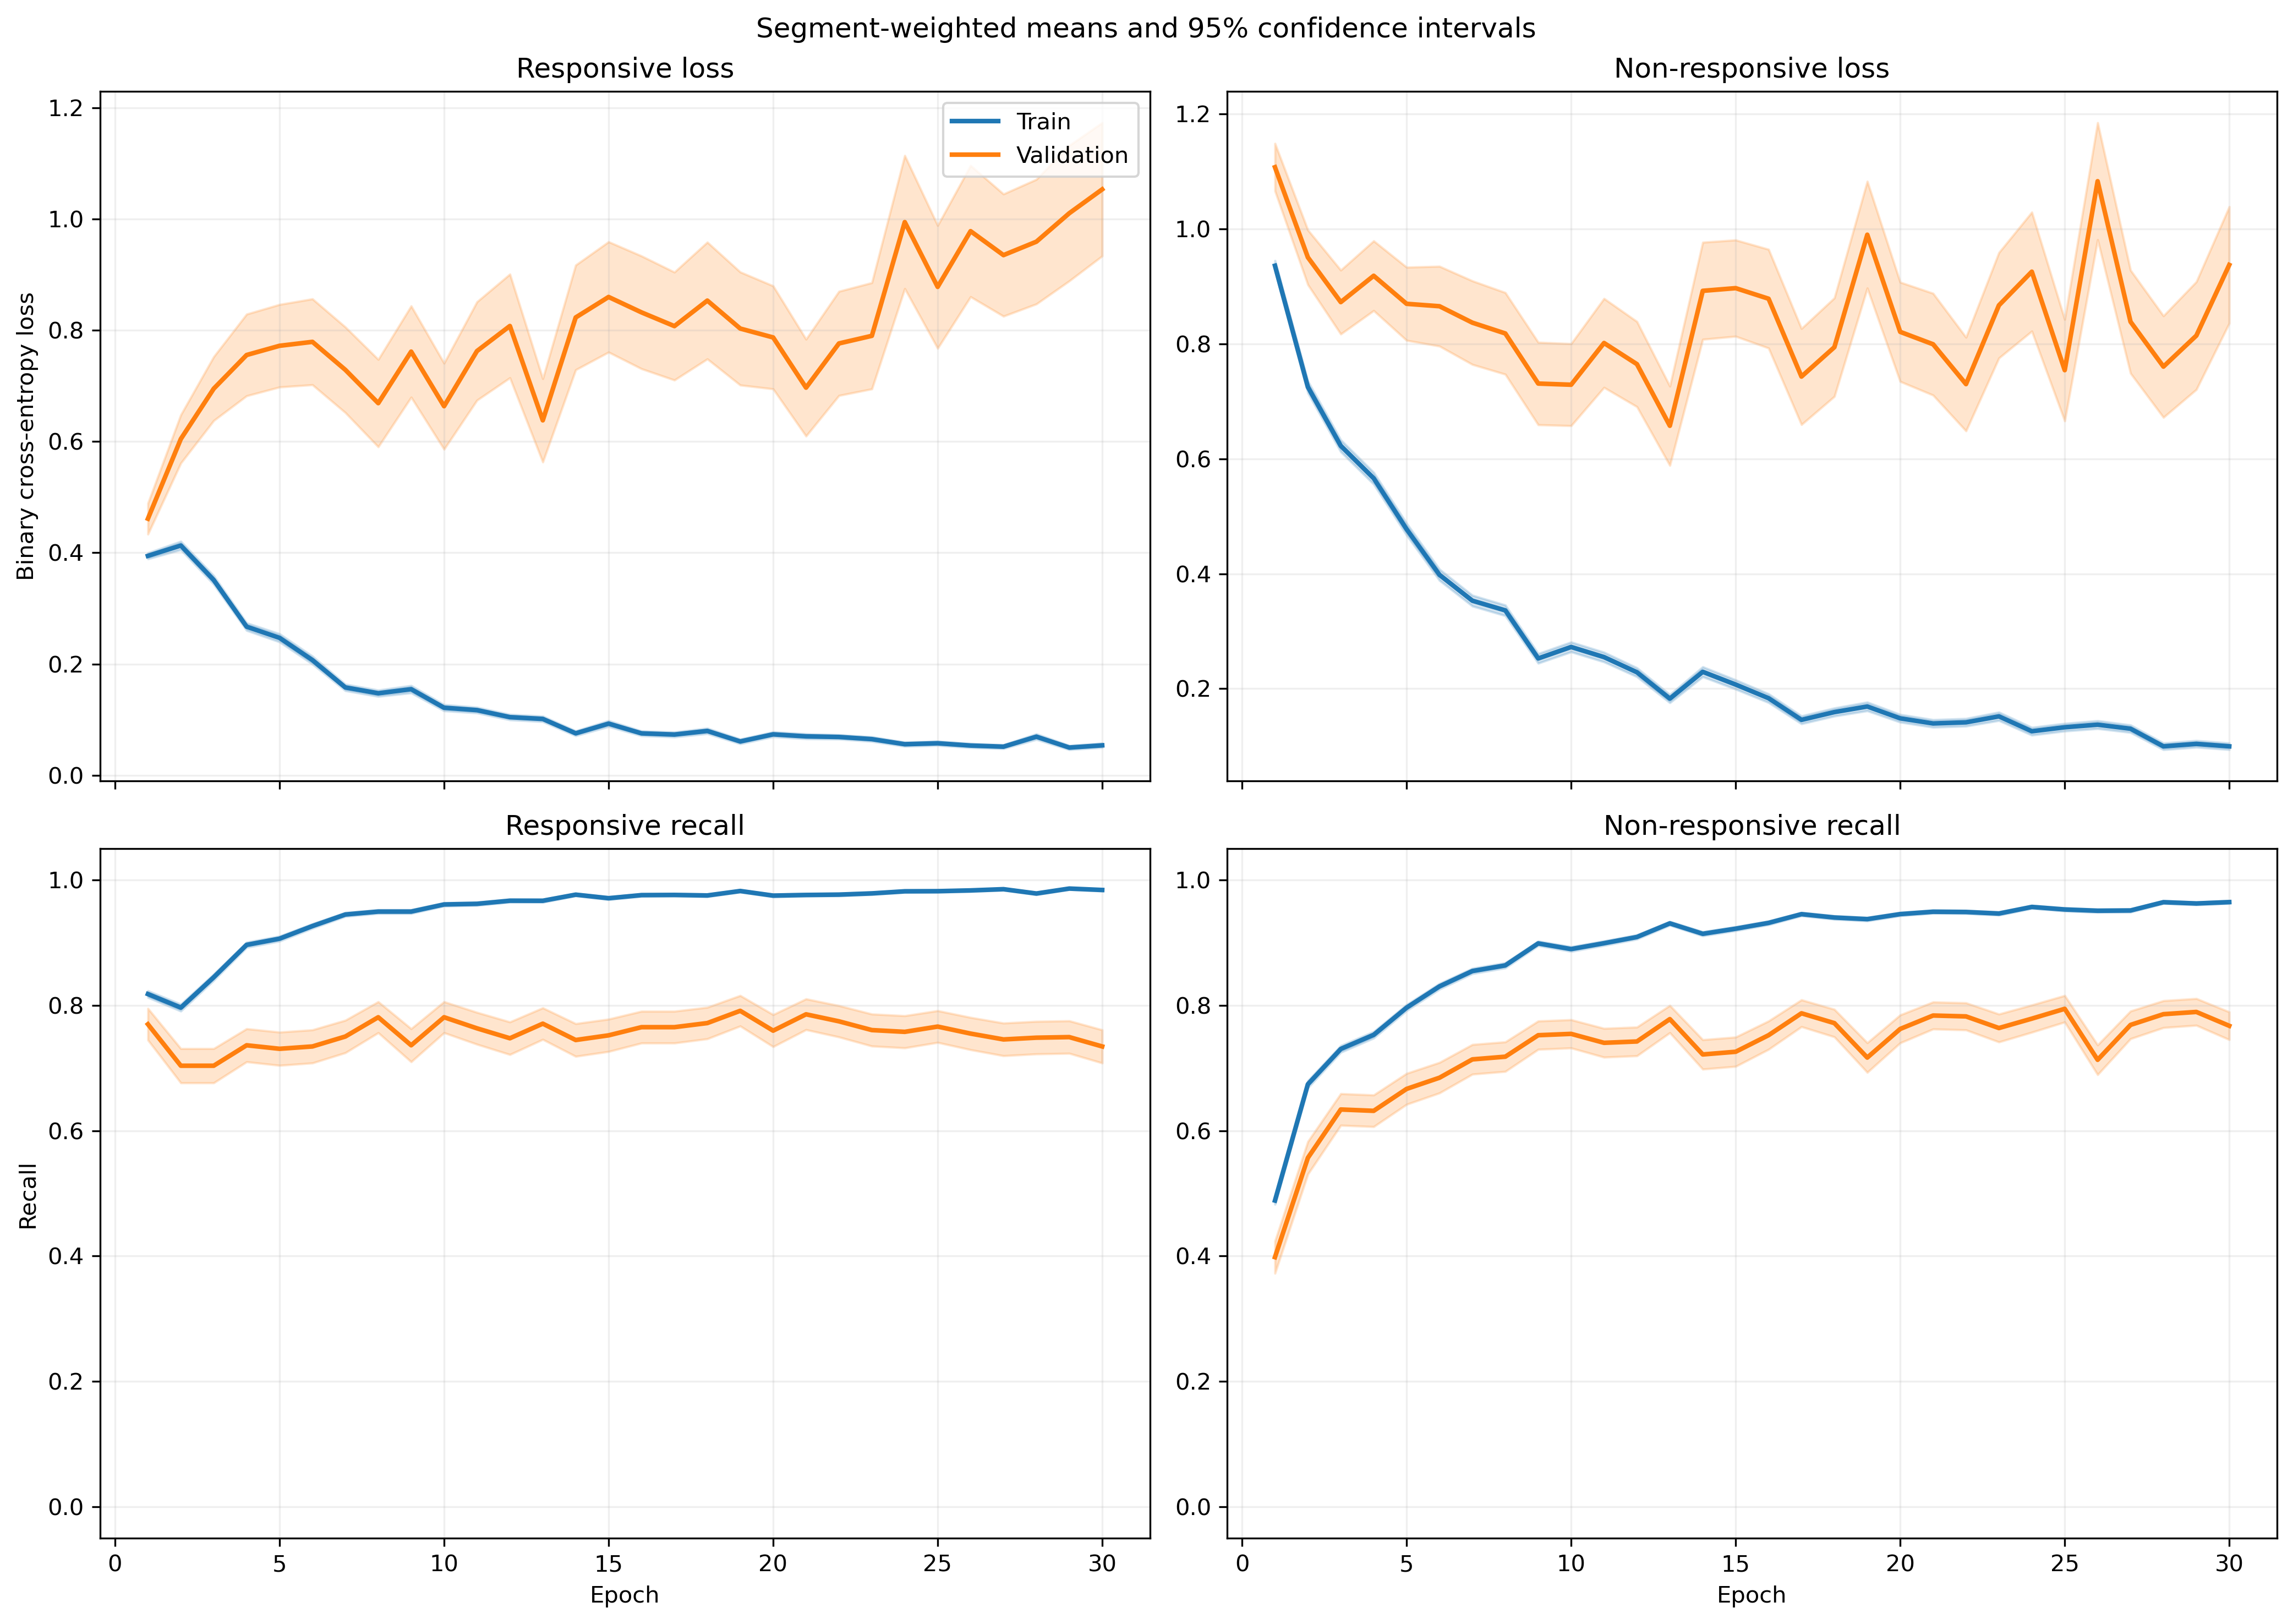 Segment-weighted means and 95% confidence intervals
Responsive loss
Non-responsive loss
Train
Validation
Binary cross-entropy loss
1.2
1.0
0.8
0.6
0.4
0.2
0.0
1.2
1.0
0.8
0.6
0.4
0.2
Responsive recall
Non-responsive recall
Recall
1.0
0.8
0.6
0.4
0.2
0.0
1.0
0.8
0.6
0.4
0.2
0.0
0 5 10 15 20 25 30
0 5 10 15 20 25 30
Epoch
Epoch